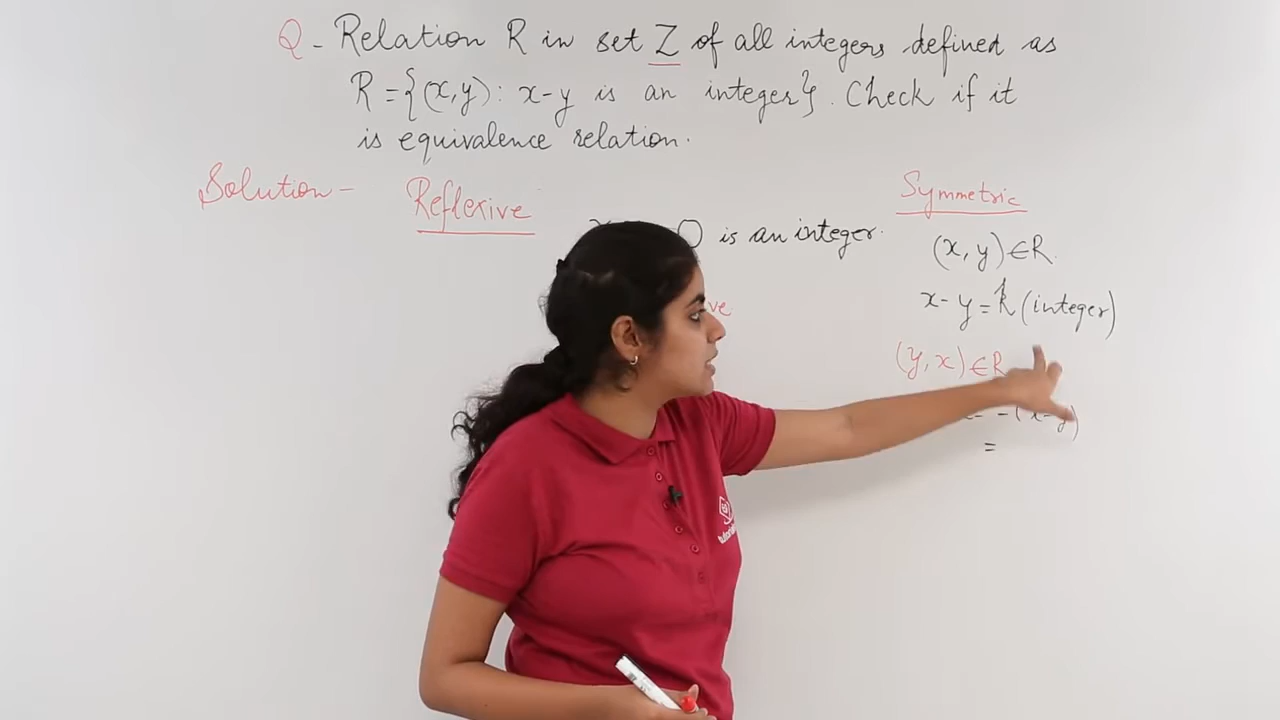 Q - Relation R in set Z of all integers defined as
R = {(x,y) : x-y is an integer}. Check if it
is equivalence relation.
Solution - Reflexive
0 is an integer.
Symmetric
(x, y) ∈ R
x - y = k (integer)
(y, x) ∈ R
-(x-y)
=